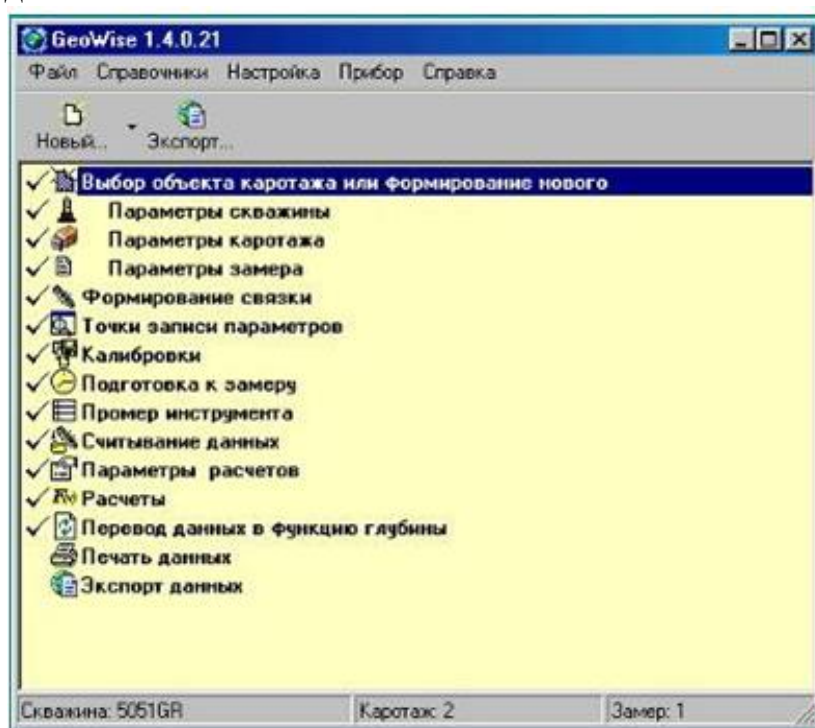 GeoWise 1.4.0.21
Файл Справочники Настройка Прибор Справка
Новый... Экспорт...
Выбор объекта каротажа или формирование нового
Параметры скважины
Параметры каротажа
Параметры замера
Формирование связки
Точки записи параметров
Калибровки
Подготовка к замеру
Промер инструмента
Считывание данных
Параметры расчетов
Расчеты
Перевод данных в функцию глубины
Печать данных
Экспорт данных
Скважина: 5051GR Каротаж: 2 Замер: 1